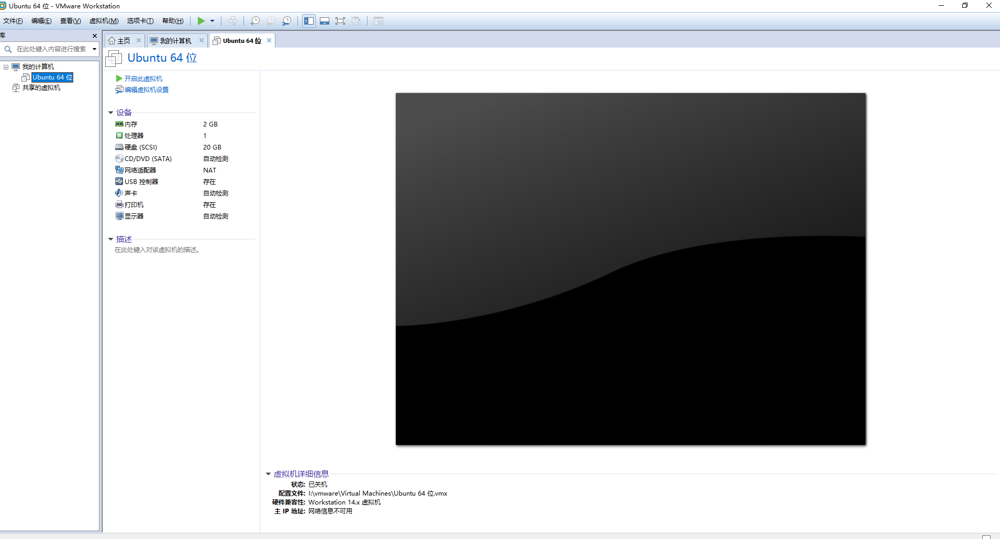 Ubuntu 64 位 - VMware Workstation
文件(F) 编辑(E) 查看(V) 虚拟机(M) 选项卡(T) 帮助(H)
库
在此处键入内容进行搜索
我的计算机
Ubuntu 64 位
共享的虚拟机
主页 我的计算机 Ubuntu 64 位
Ubuntu 64 位
开启此虚拟机
编辑虚拟机设置
设备
内存 2 GB
处理器 1
硬盘 (SCSI) 20 GB
CD/DVD (SATA) 自动检测
网络适配器 NAT
USB 控制器 存在
声卡 自动检测
打印机 存在
显示器 自动检测
描述
在此处键入对该虚拟机的描述。
虚拟机详细信息
状态: 已关机
配置文件: I:\vmware\Virtual Machines\Ubuntu 64 位.vmx
硬件兼容性: Workstation 14.x 虚拟机
主 IP 地址: 网络信息不可用